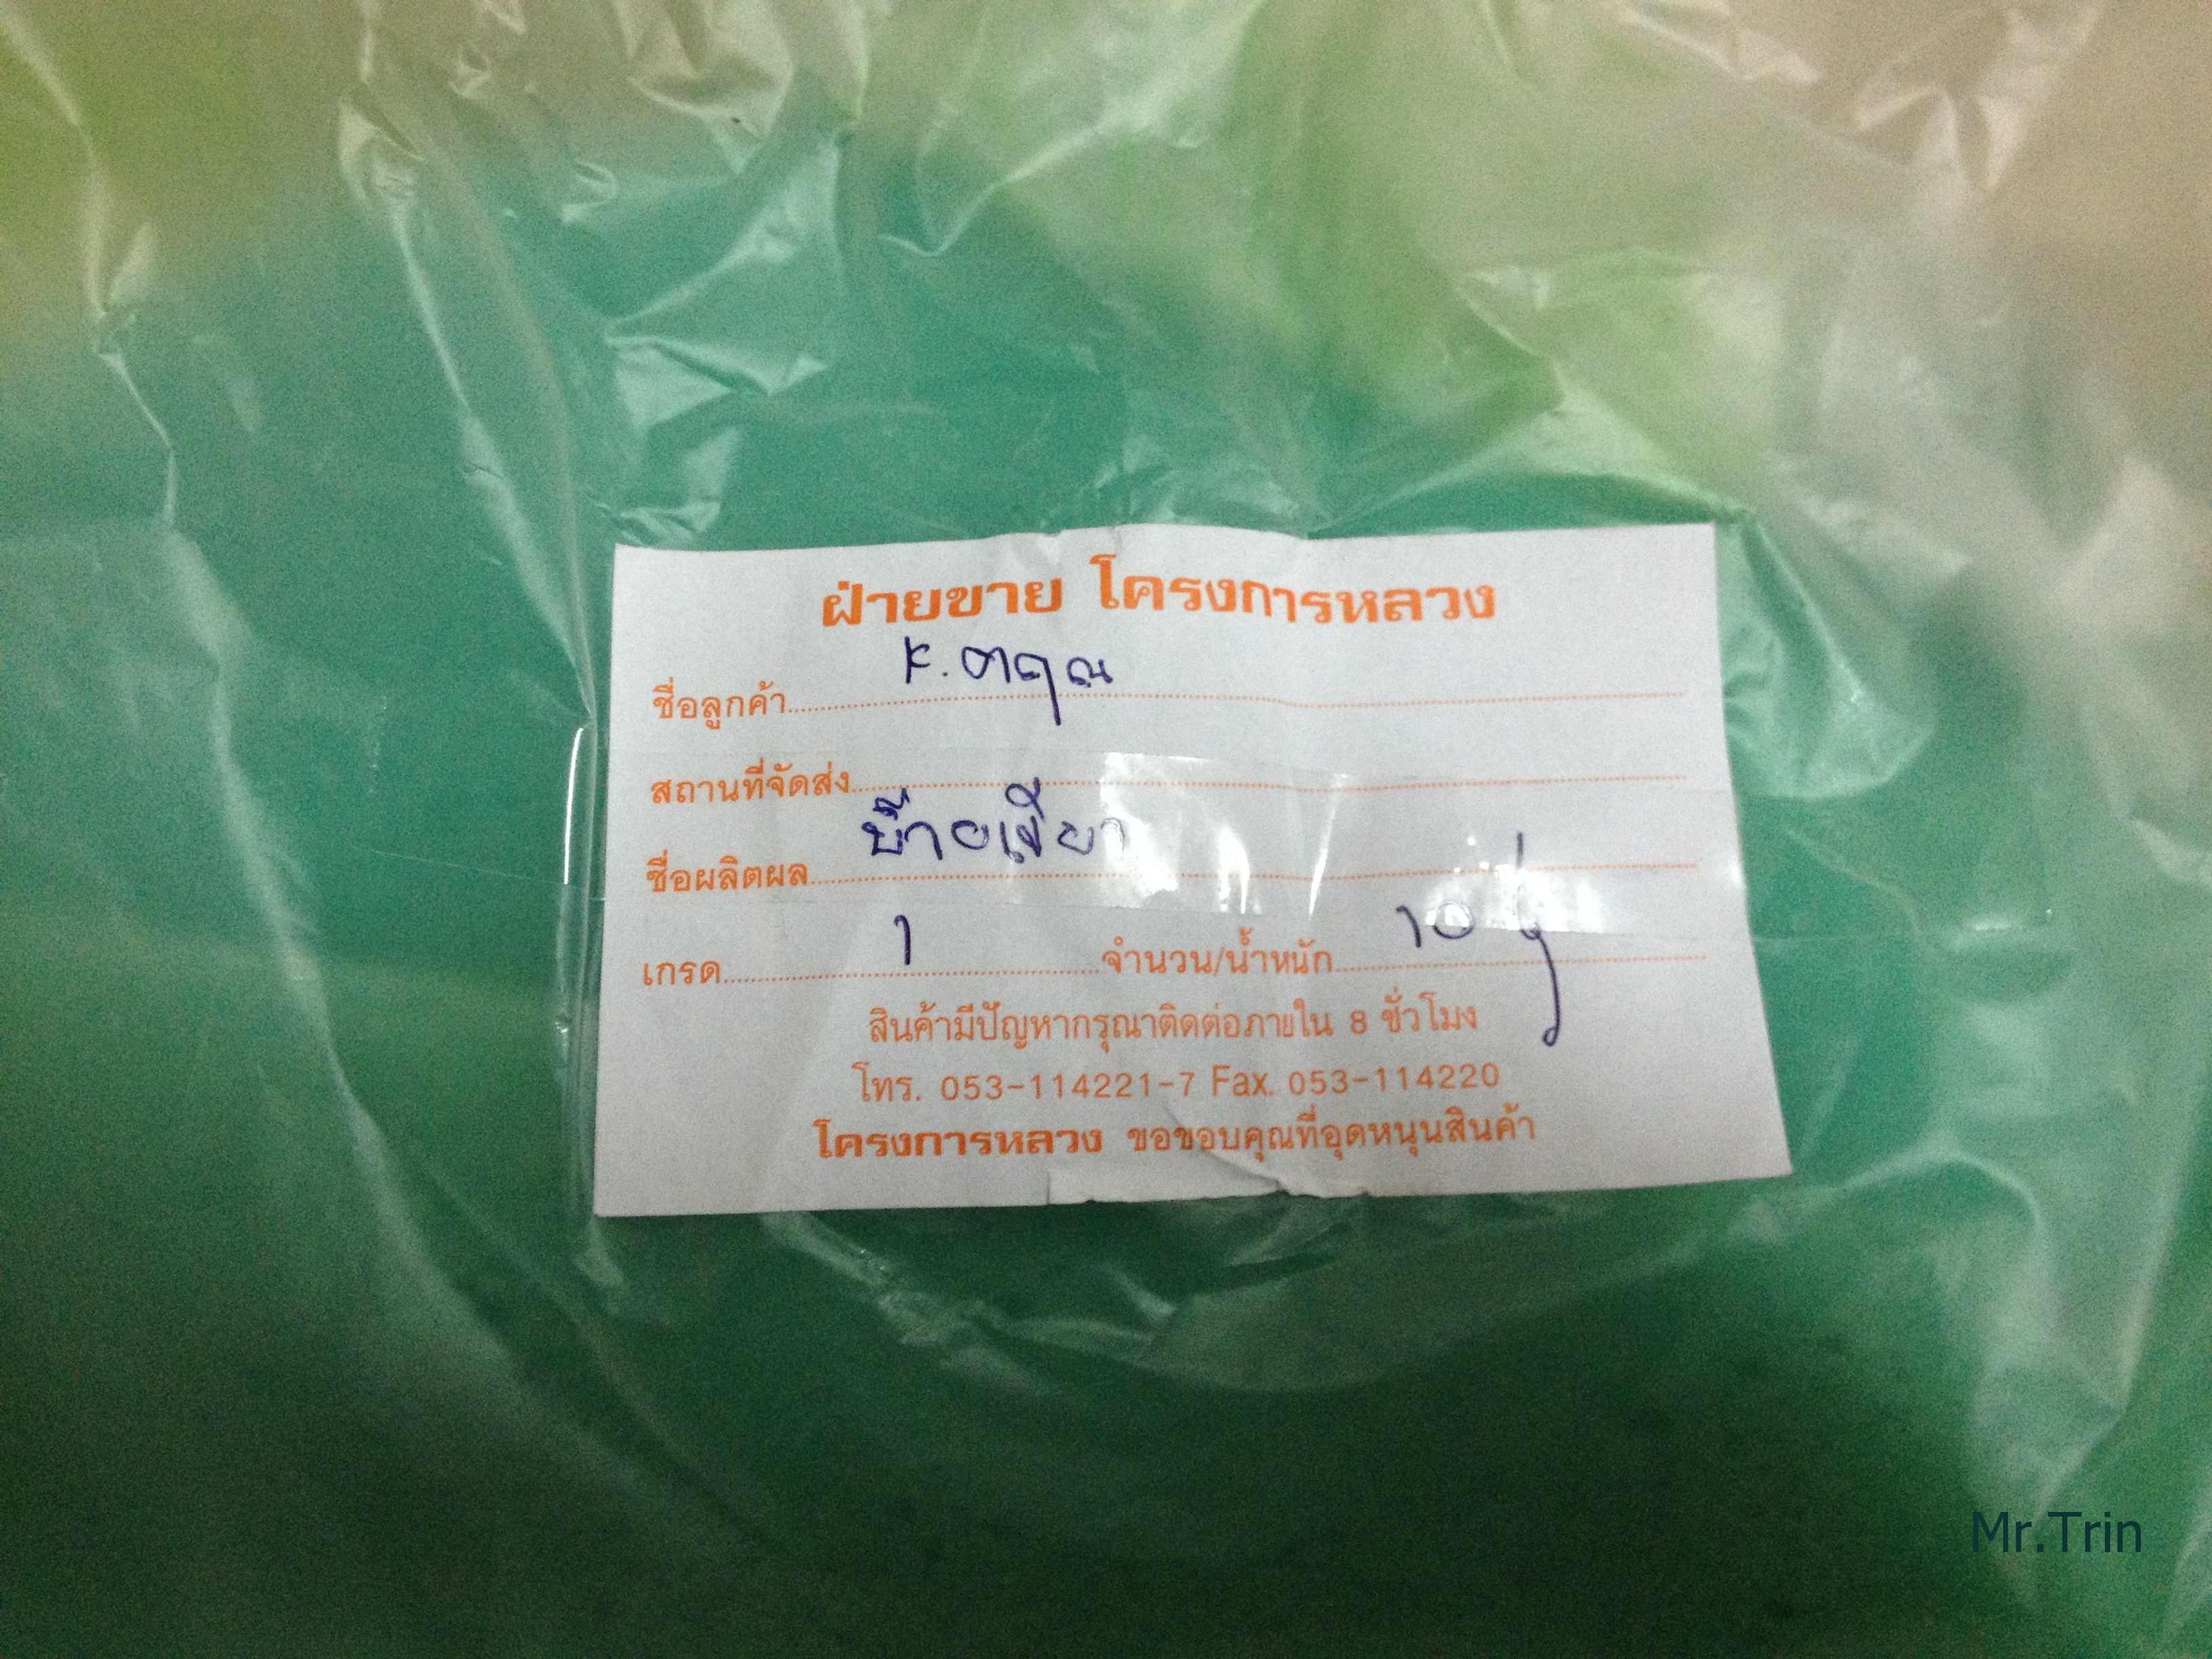 ฝ่ายขาย โครงการหลวง
ชื่อลูกค้า K. ตฤณ
สถานที่จัดส่ง
ชื่อผลิตผล
เกรด 1 จำนวน/น้ำหนัก 10
สินค้ามีปัญหากรุณาติดต่อภายใน 8 ชั่วโมง
โทร. 053-114221-7 Fax. 053-114220
โครงการหลวง ขอขอบคุณที่อุดหนุนสินค้า
Mr.Trin